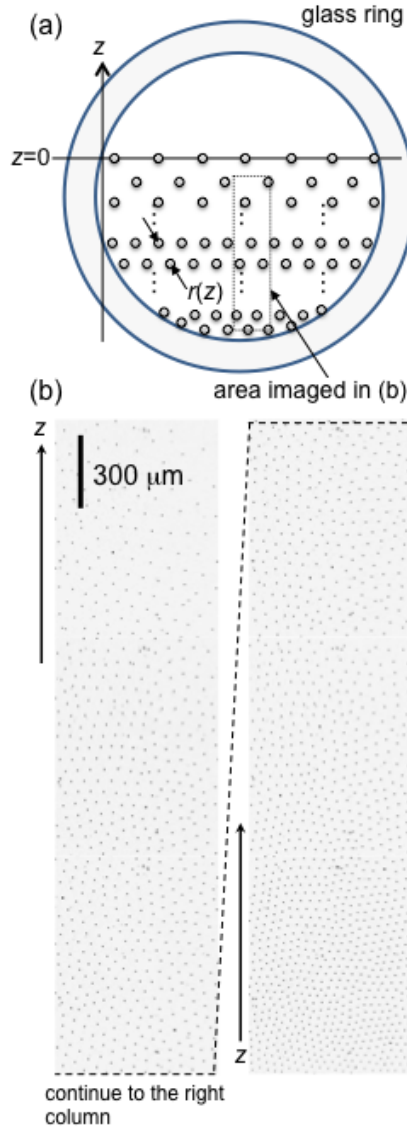 (a)
glass ring
z
z=0
r(z)
area imaged in (b)
(b)
z
300 μm
z
continue to the right
column